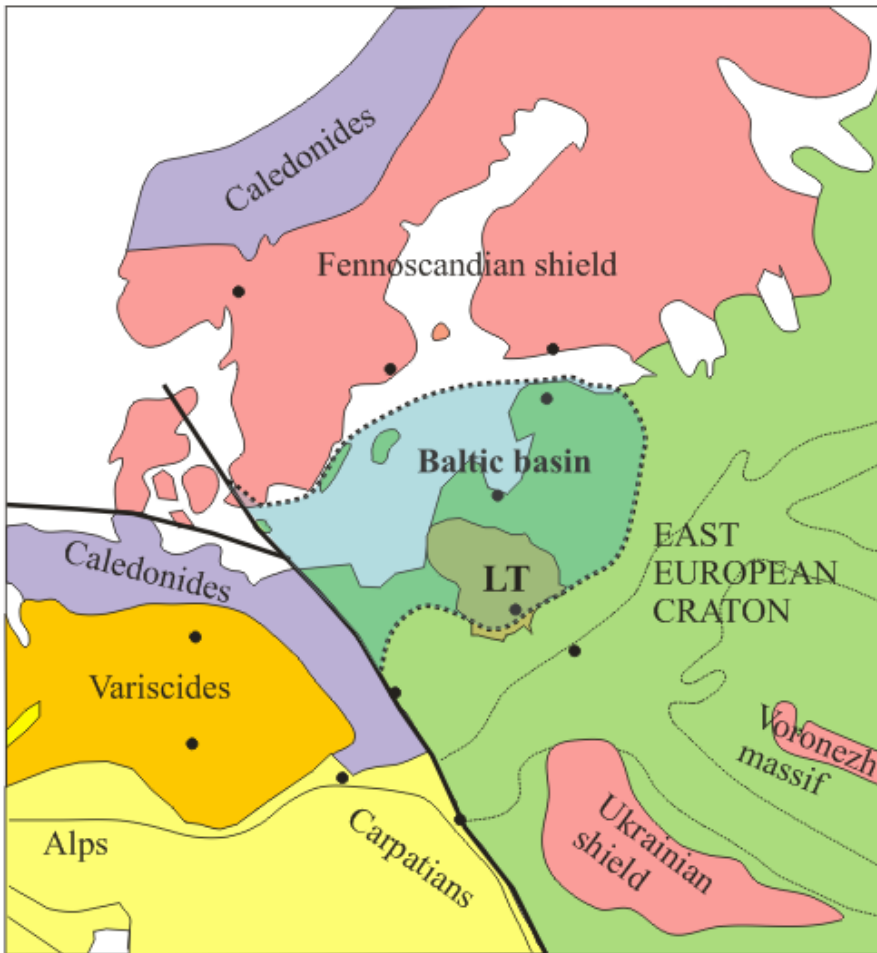 Caledonides
Fennoscandian shield
Baltic basin
EAST
EUROPEAN
CRATON
Caledonides
LT
Variscides
Voronezh
massif
Alps
Carpatians
Ukrainian
shield